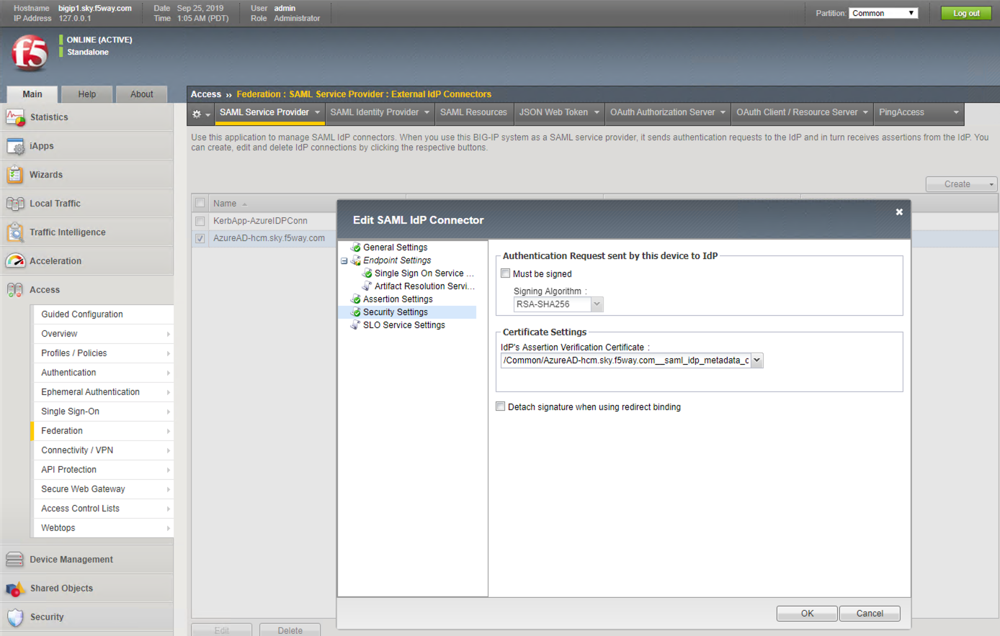 Hostname bigip1.sky.f5way.com Date Sep 25, 2019 User admin
IP Address 127.0.0.1 Time 1:05 AM (PDT) Role Administrator
Partition: Common Log out
f5
ONLINE (ACTIVE)
Standalone
Main Help About
Access ›› Federation : SAML Service Provider : External IdP Connectors
SAML Service Provider SAML Identity Provider SAML Resources JSON Web Token OAuth Authorization Server OAuth Client / Resource Server PingAccess
Use this application to manage SAML IdP connectors. When you use this BIG-IP system as a SAML service provider, it sends authentication requests to the IdP and in turn receives assertions from the IdP. You
can create, edit and delete IdP connections by clicking the respective buttons.
Statistics
iApps
Wizards
Local Traffic
Traffic Intelligence
Acceleration
Access
Guided Configuration
Overview
Profiles / Policies
Authentication
Ephemeral Authentication
Single Sign-On
Federation
Connectivity / VPN
API Protection
Secure Web Gateway
Access Control Lists
Webtops
Device Management
Shared Objects
Security
Create
Name
KerbApp-AzureIDPConn
AzureAD-hcm.sky.f5way.com
Edit SAML IdP Connector
General Settings
Endpoint Settings
Single Sign On Service ...
Artifact Resolution Servi...
Assertion Settings
Security Settings
SLO Service Settings
Authentication Request sent by this device to IdP
Must be signed
Signing Algorithm :
RSA-SHA256
Certificate Settings
IdP's Assertion Verification Certificate :
/Common/AzureAD-hcm.sky.f5way.com__saml_idp_metadata_c
Detach signature when using redirect binding
OK Cancel
Edit Delete